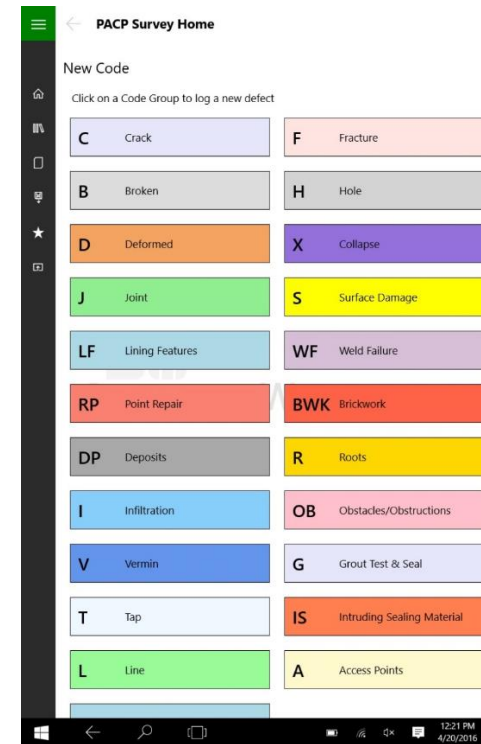 PACP Survey Home
New Code
Click on a Code Group to log a new defect
C Crack
F Fracture
B Broken
H Hole
D Deformed
X Collapse
J Joint
S Surface Damage
LF Lining Features
WF Weld Failure
RP Point Repair
BWK Brickwork
DP Deposits
R Roots
I Infiltration
OB Obstacles/Obstructions
V Vermin
G Grout Test & Seal
T Tap
IS Intruding Sealing Material
L Line
A Access Points
12:21 PM
4/20/2016